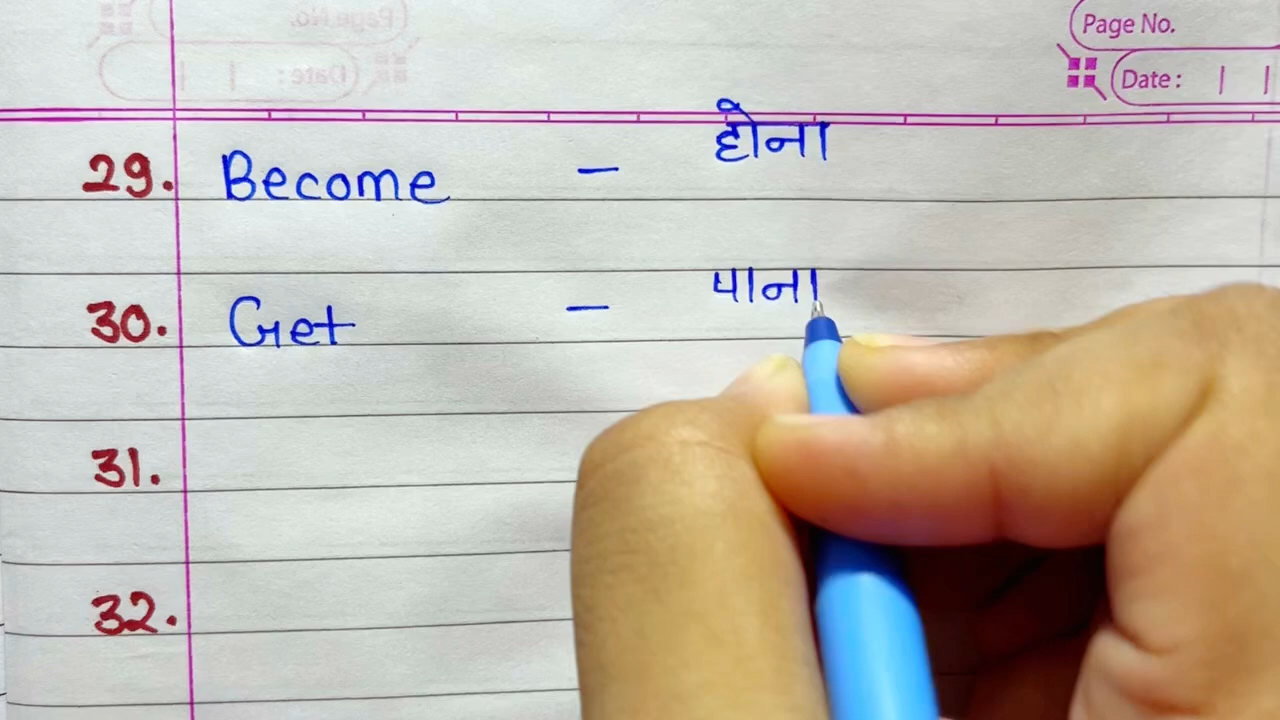 Page No.
Date :
29. Become – होना
30. Get – पाना
31.
32.